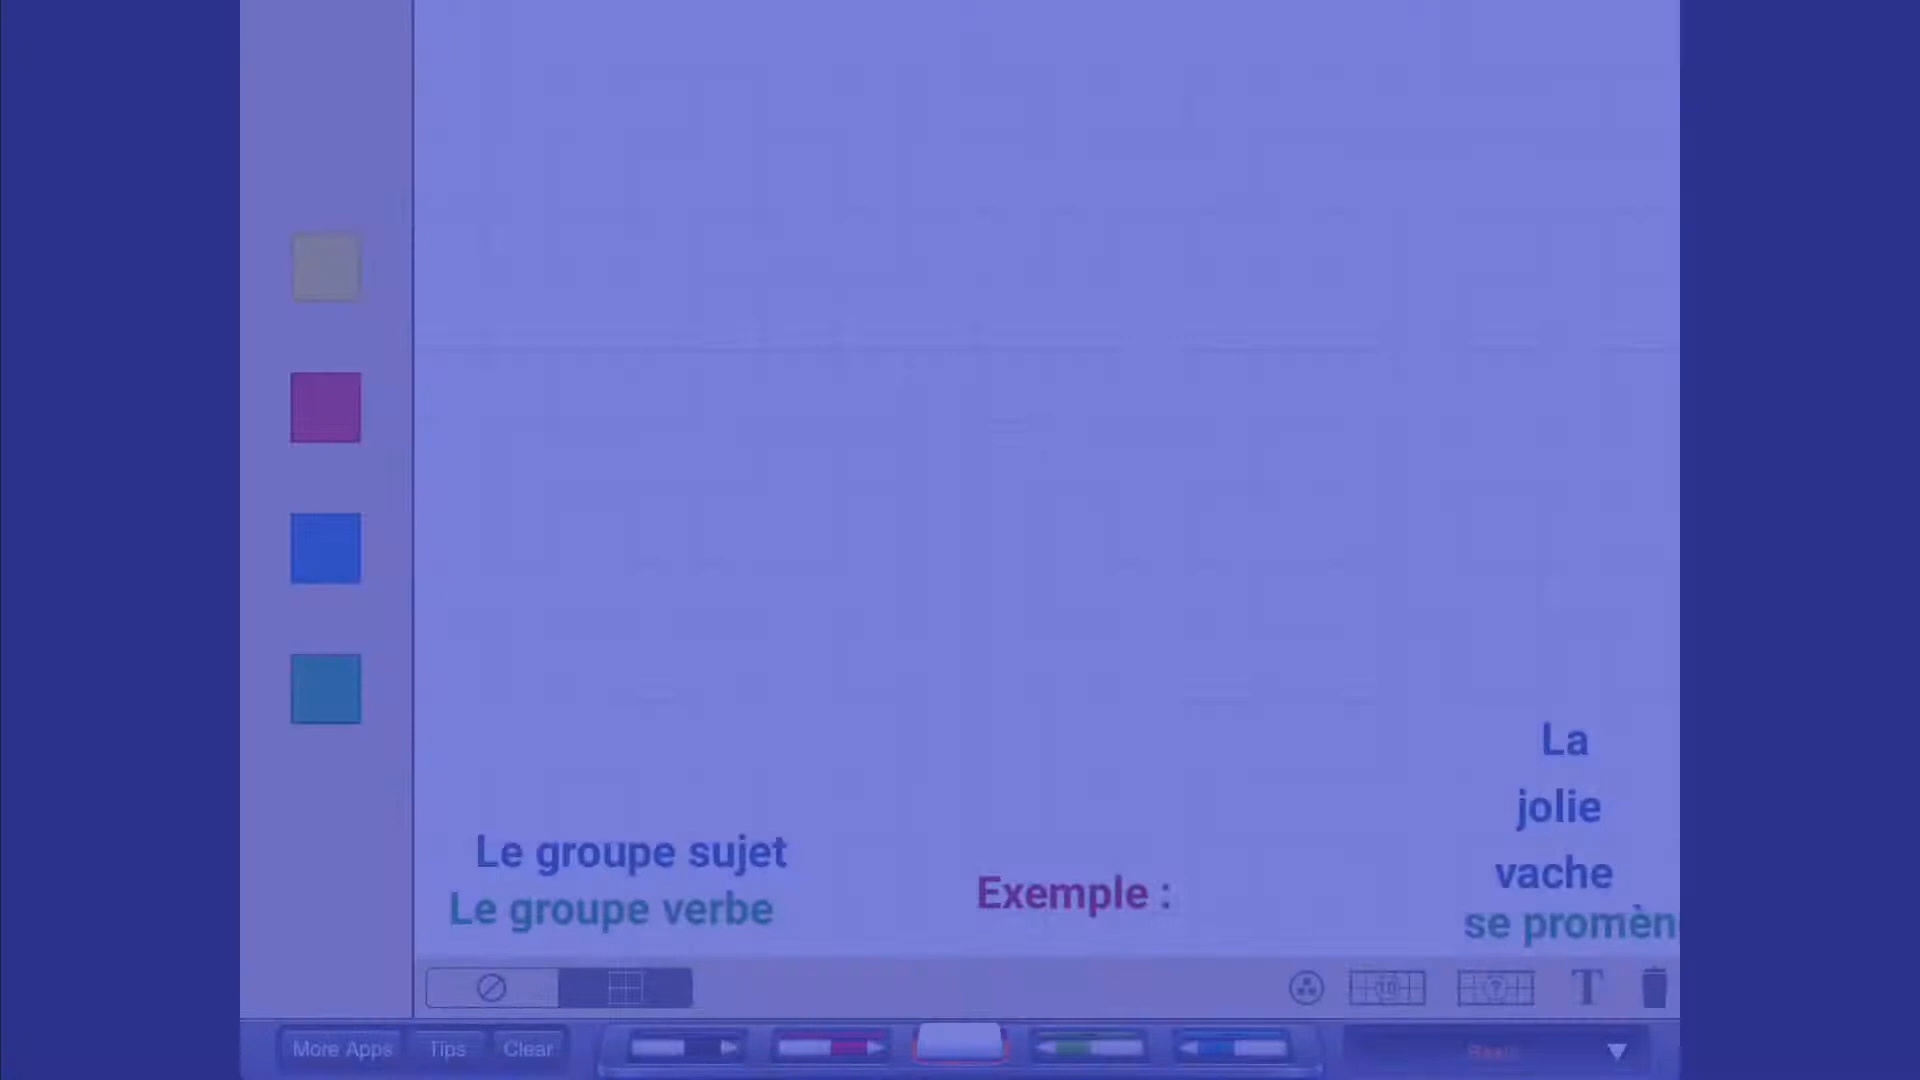 La
jolie
vache
se promèn
Le groupe sujet
Le groupe verbe
Exemple :
More Apps
Tips
Clear